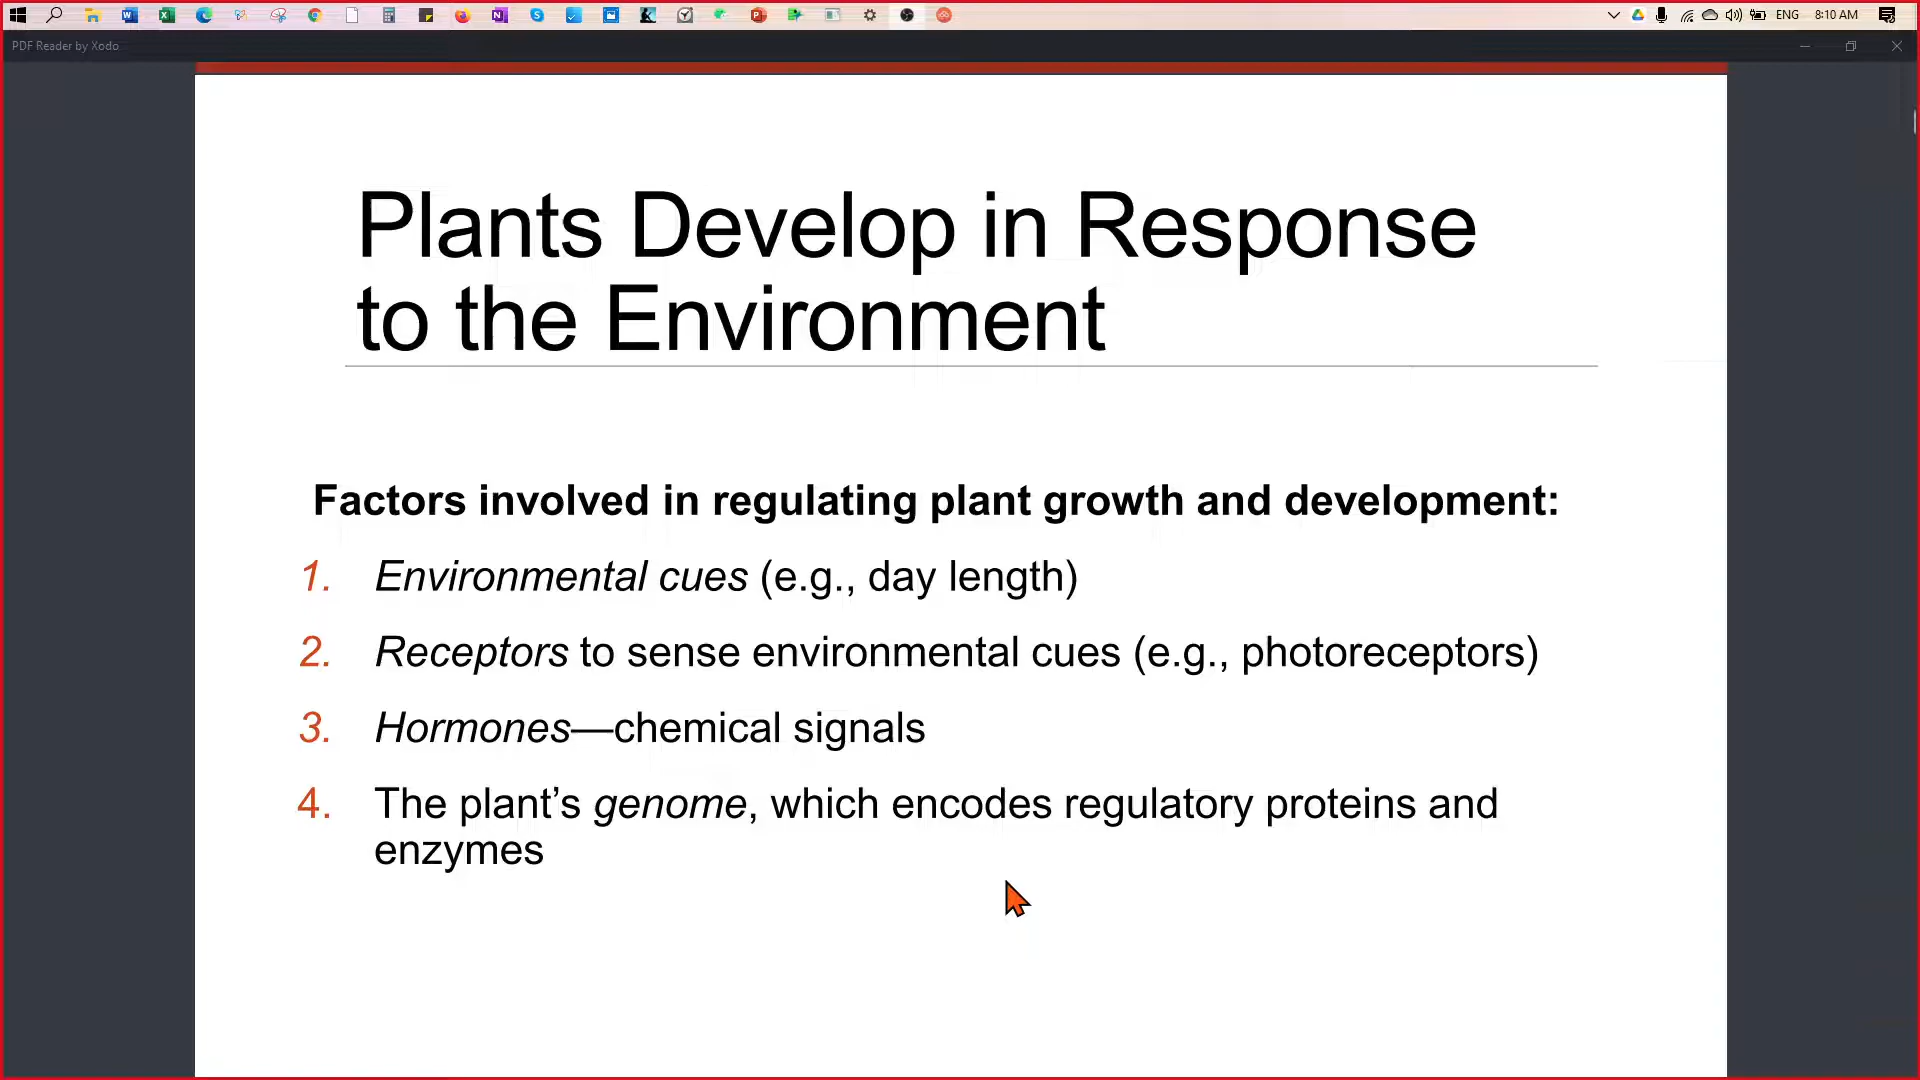 ENG 8:10 AM
PDF Reader by Xodo
Plants Develop in Response
to the Environment
Factors involved in regulating plant growth and development:
1. Environmental cues (e.g., day length)
2. Receptors to sense environmental cues (e.g., photoreceptors)
3. Hormones—chemical signals
4. The plant’s genome, which encodes regulatory proteins and
enzymes